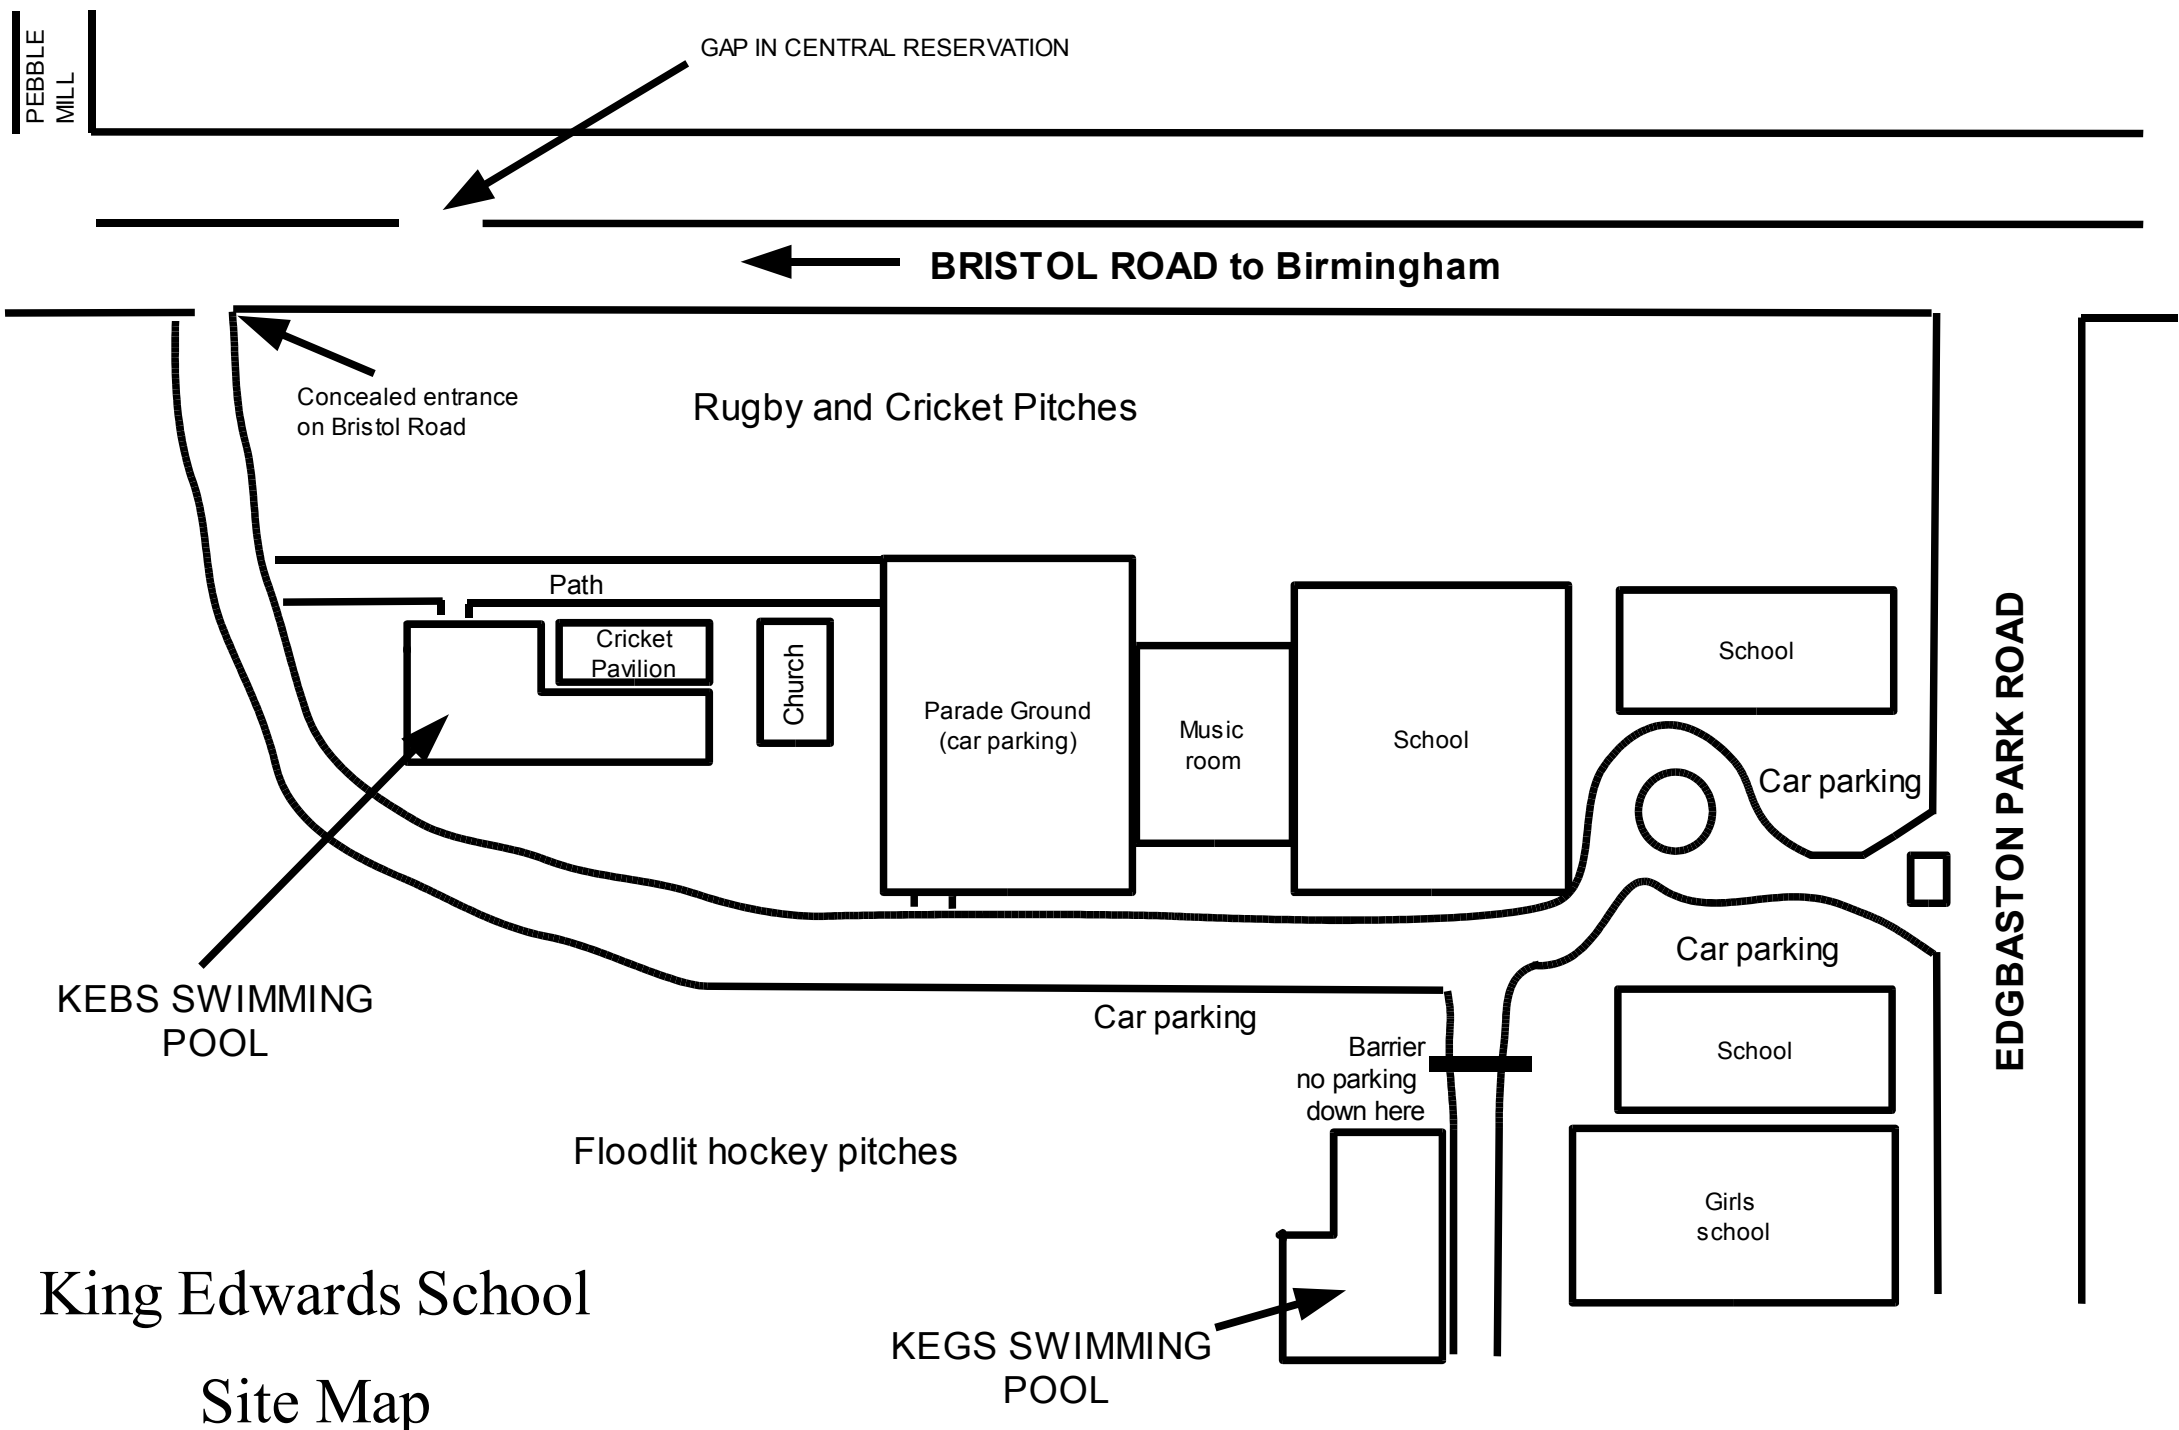 PEBBLE
MILL
GAP IN CENTRAL RESERVATION
BRISTOL ROAD to Birmingham
Concealed entrance
on Bristol Road
Rugby and Cricket Pitches
Path
Cricket
Pavilion
Church
Parade Ground
(car parking)
Music
room
School
School
Car parking
EDGBASTON PARK ROAD
Car parking
KEBS SWIMMING
POOL
Car parking
Barrier
no parking
down here
School
Floodlit hockey pitches
Girls
school
King Edwards School
Site Map
KEGS SWIMMING
POOL